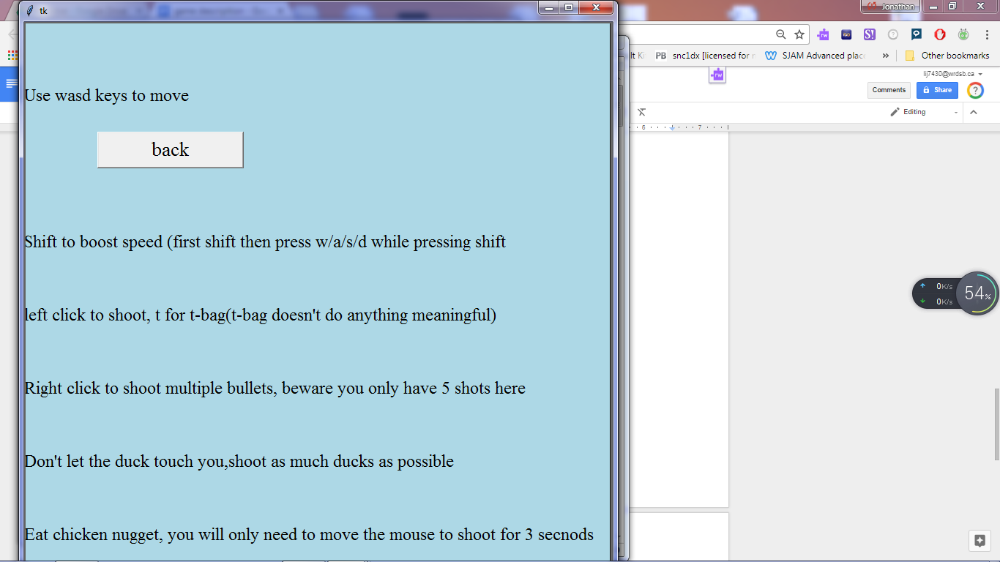 tk
Jonathan
Use wasd keys to move
back
Shift to boost speed (first shift then press w/a/s/d while pressing shift
left click to shoot, t for t-bag(t-bag doesn't do anything meaningful)
Right click to shoot multiple bullets, beware you only have 5 shots here
Don't let the duck touch you,shoot as much ducks as possible
Eat chicken nugget, you will only need to move the mouse to shoot for 3 secnods
It Ki
PB snc1dx [licensed for
SJAM Advanced plac
»
Other bookmarks
lij7430@wrdsb.ca
Comments
Share
Editing
6 7
0K/s
0K/s
54%